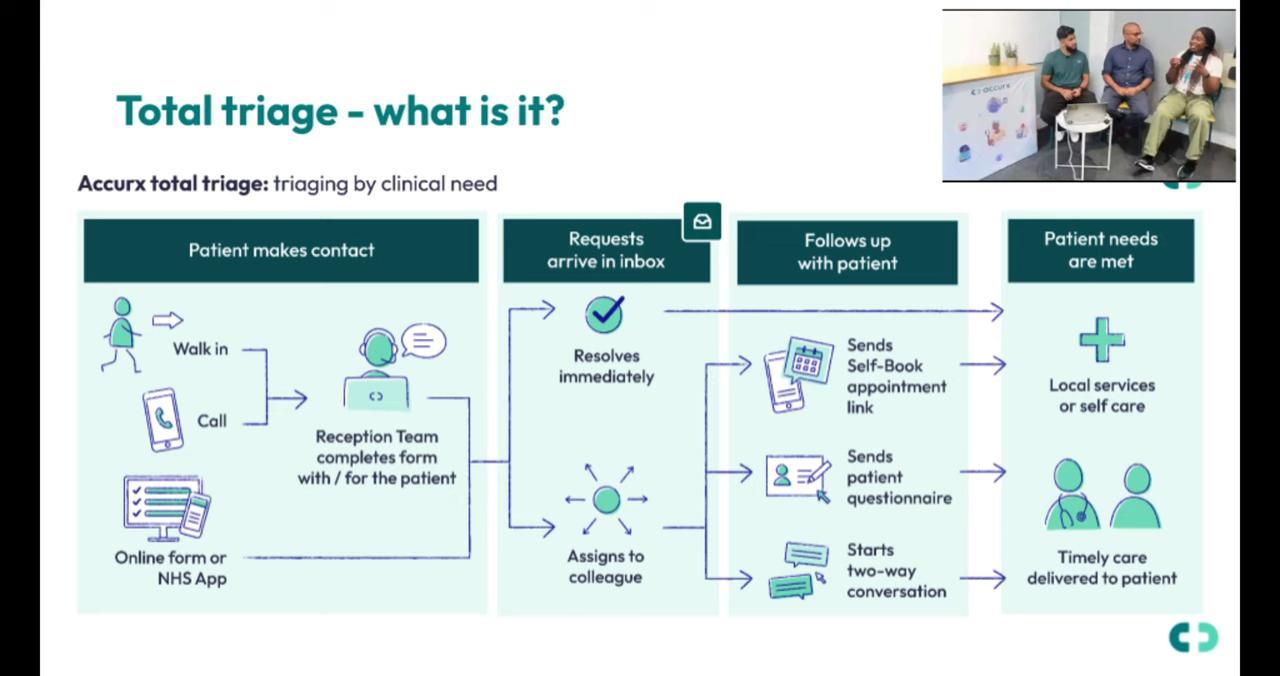 Total triage - what is it?
Accurx total triage: triaging by clinical need
Patient makes contact
Walk in
Call
Online form or
NHS App
Reception Team
completes form
with / for the patient
Requests
arrive in inbox
Resolves
immediately
Assigns to
colleague
Follows up
with patient
Sends
Self-Book
appointment
link
Sends
patient
questionnaire
Starts
two-way
conversation
Patient needs
are met
Local services
or self care
Timely care
delivered to patient
accurx